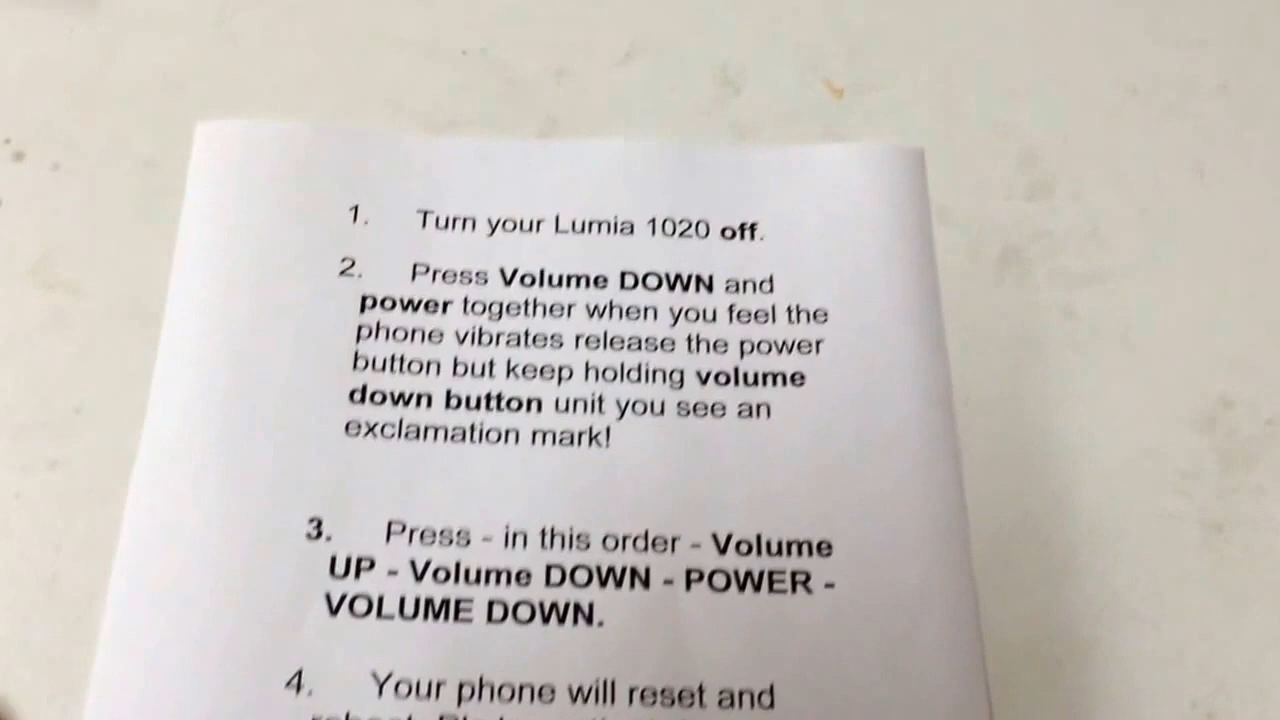 1. Turn your Lumia 1020 off.
2. Press Volume DOWN and
power together when you feel the
phone vibrates release the power
button but keep holding volume
down button unit you see an
exclamation mark!
3. Press - in this order - Volume
UP - Volume DOWN - POWER -
VOLUME DOWN.
4. Your phone will reset and